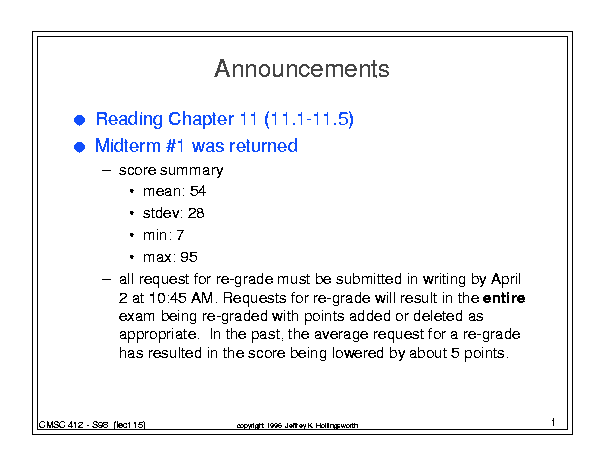 Announcements
● Reading Chapter 11 (11.1-11.5)
● Midterm #1 was returned
– score summary
• mean: 54
• stdev: 28
• min: 7
• max: 95
– all request for re-grade must be submitted in writing by April
2 at 10:45 AM. Requests for re-grade will result in the entire
exam being re-graded with points added or deleted as
appropriate.  In the past, the average request for a re-grade
has resulted in the score being lowered by about 5 points.
CMSC 412 - S98 (lect 15)
copyright 1996 Jeffrey K. Hollingsworth
1